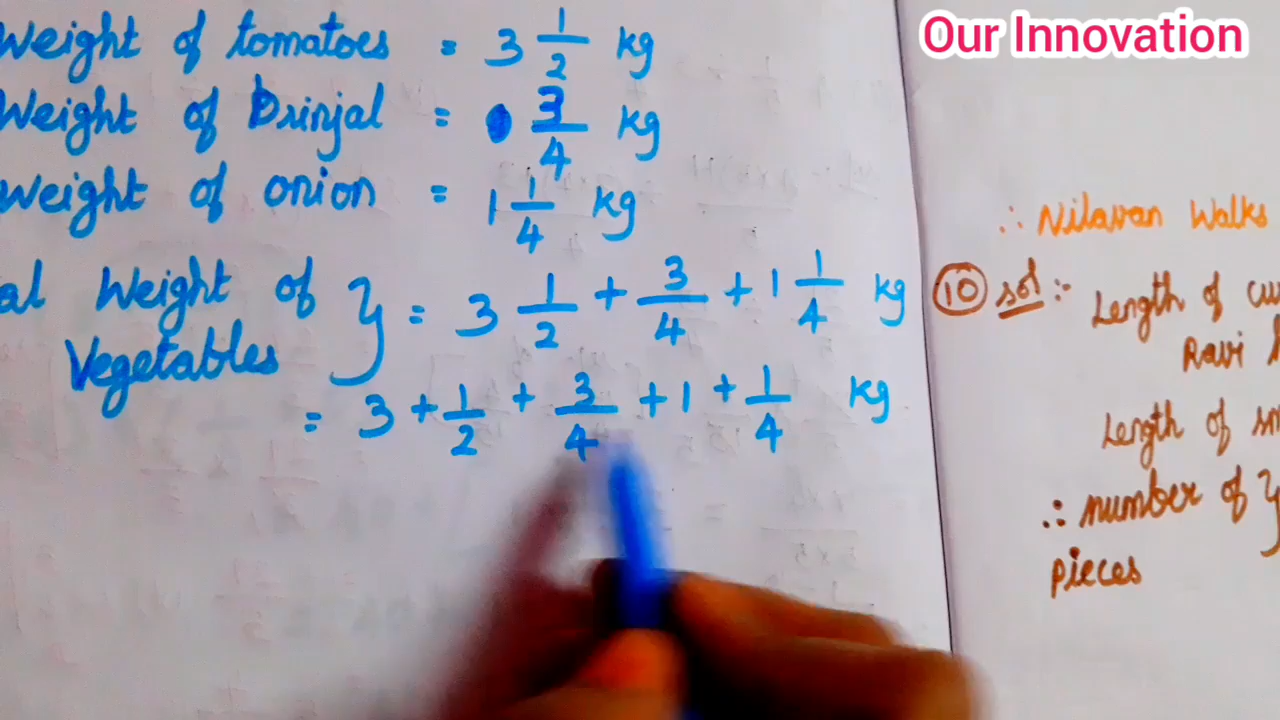 Our Innovation
Weight of tomatoes = 3 1/2 kg
Weight of Brinjal = 3/4 kg
Weight of onion = 1 1/4 kg
al Weight of Vegetables } = 3 1/2 + 3/4 + 1 1/4 kg
= 3 + 1/2 + 3/4 + 1 + 1/4 kg
∴ Nilavan Walks
10 sol :- Length of
Ravi
Length of
∴ number of }
pieces